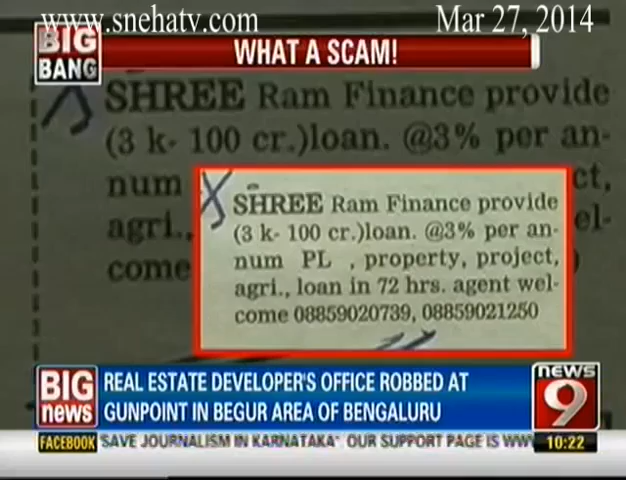 www.snehatv.com
Mar 27, 2014
BIG
BANG
WHAT A SCAM!
SHREE Ram Finance provide
(3 k- 100 cr.)loan. @3% per an-
num
ct,
agri.,
el-
come
SHREE Ram Finance provide
(3 k- 100 cr.)loan. @3% per an-
num PL , property, project,
agri., loan in 72 hrs. agent wel-
come 08859020739, 08859021250
BIG
news
REAL ESTATE DEVELOPER'S OFFICE ROBBED AT
GUNPOINT IN BEGUR AREA OF BENGALURU
NEWS
9
FACEBOOK
SAVE JOURNALISM IN KARNATAKA". OUR SUPPORT PAGE IS WWW
10:22